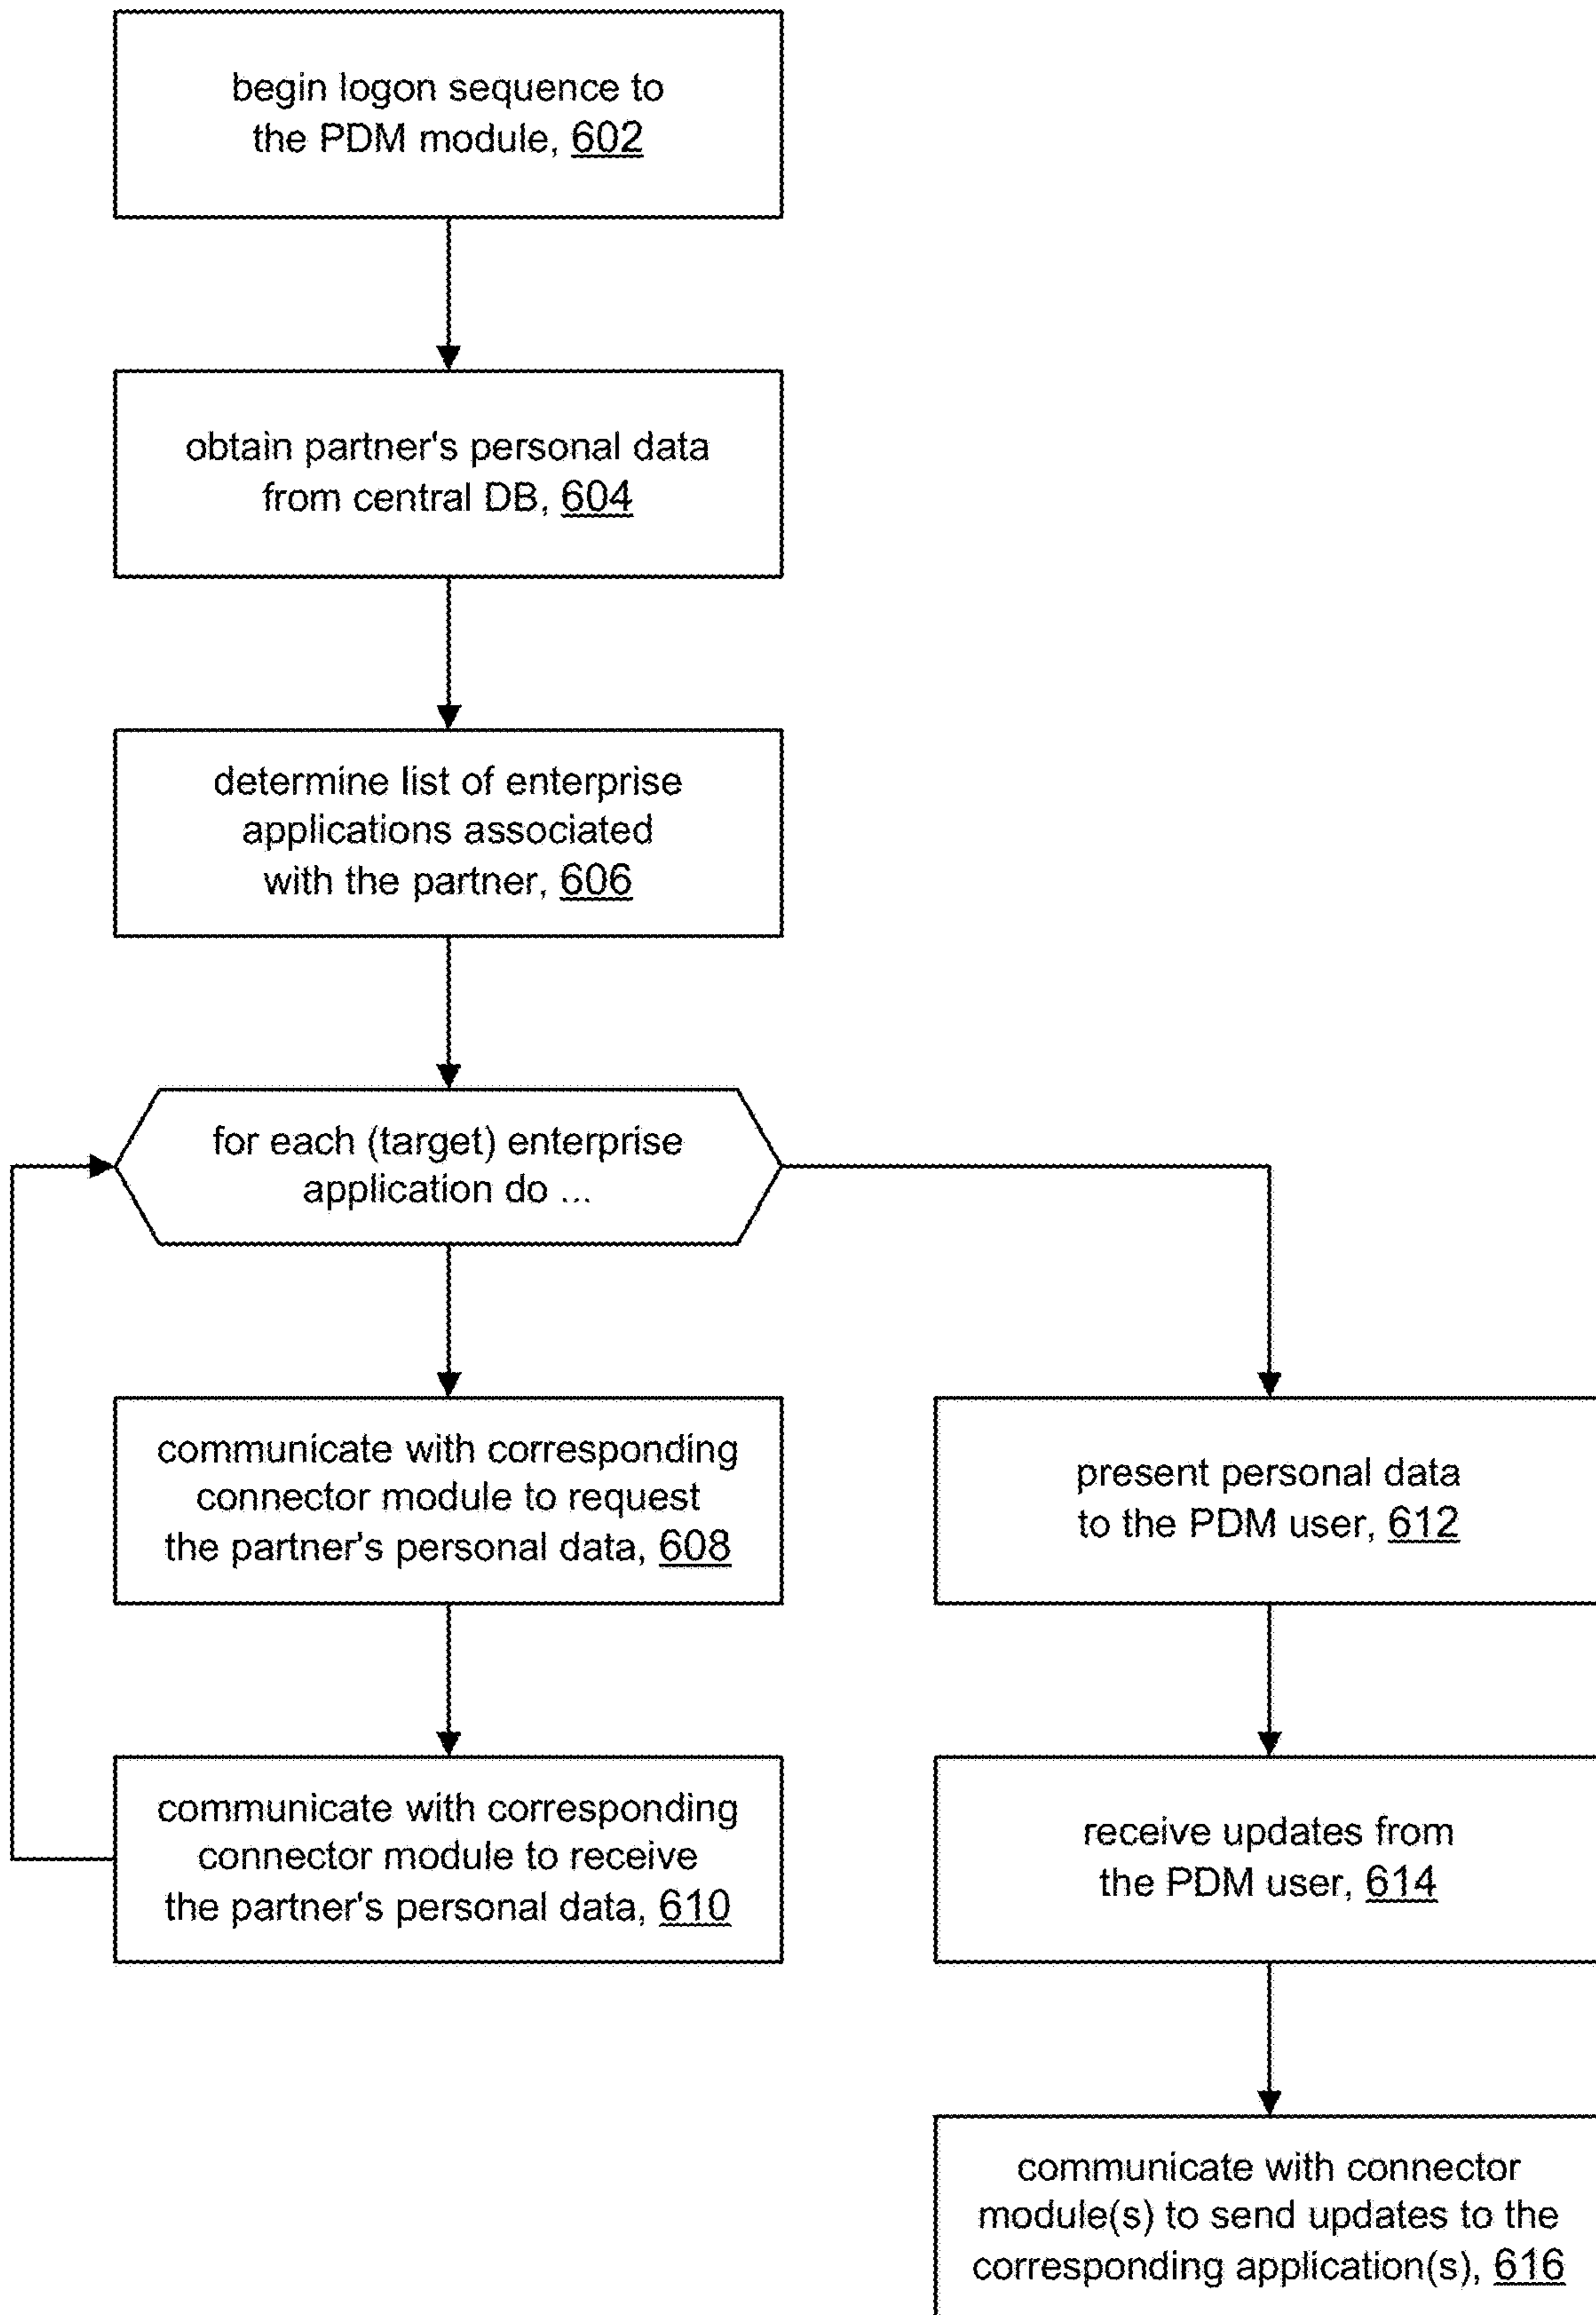 begin logon sequence to
the PDM module, 602
obtain partner's personal data
from central DB, 604
determine list of enterprise
applications associated
with the partner, 606
for each (target) enterprise
application do ...
communicate with corresponding
connector module to request
the partner's personal data, 608
communicate with corresponding
connector module to receive
the partner's personal data, 610
present personal data
to the PDM user, 612
receive updates from
the PDM user, 614
communicate with connector
module(s) to send updates to the
corresponding application(s), 616